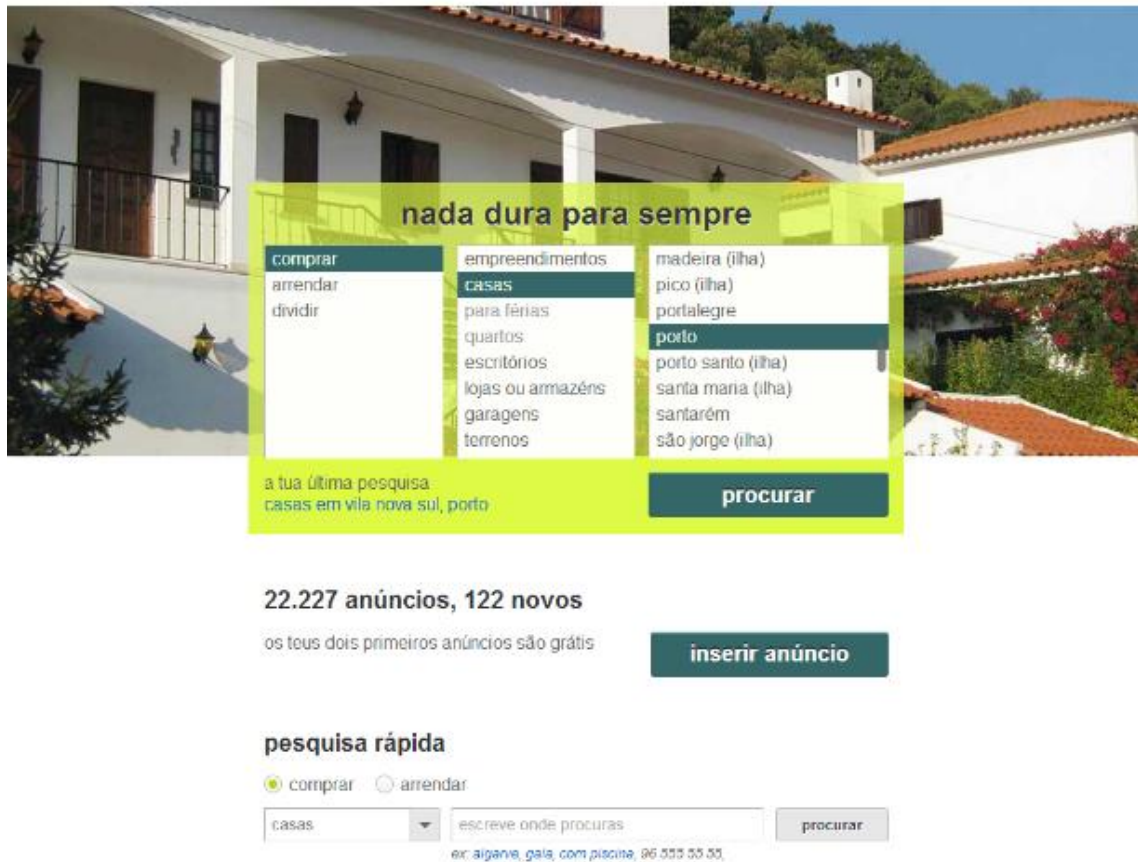 nada dura para sempre
comprar
arrendar
dividir
empreendimentos
casas
para férias
quartos
escritórios
lojas ou armazéns
garagens
terrenos
madeira (ilha)
pico (ilha)
portalegre
porto
porto santo (ilha)
santa maria (ilha)
santarém
são jorge (ilha)
a tua última pesquisa
casas em vila nova sul, porto
procurar
22.227 anúncios, 122 novos
os teus dois primeiros anúncios são grátis
inserir anúncio
pesquisa rápida
comprar arrendar
casas escreve onde procuras procurar
ex: algarve, gaia, com piscina, 96 555 55 55,